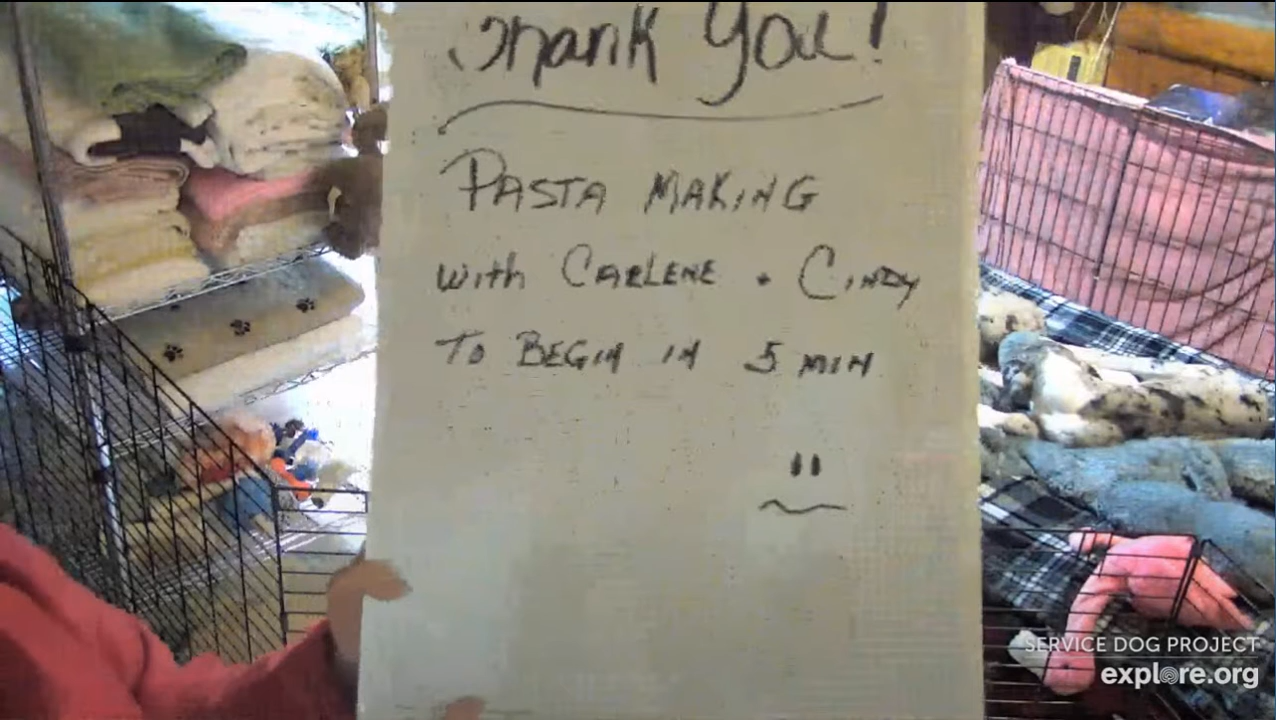 Thank You!
PASTA MAKING
with CARLENE + CINDY
TO BEGIN IN 5 MIN
SERVICE DOG PROJECT
explore.org